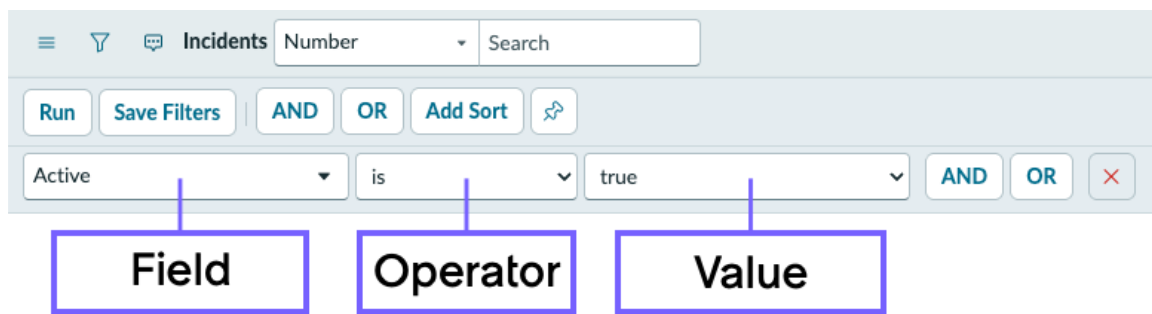 Incidents Number Search
Run Save Filters AND OR Add Sort
Active is true AND OR
Field Operator Value